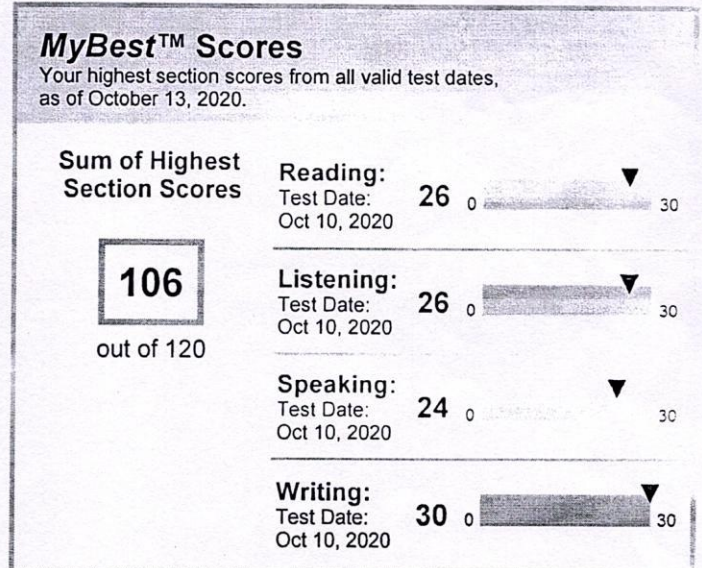 MyBest™ Scores
Your highest section scores from all valid test dates,
as of October 13, 2020.
Sum of Highest
Section Scores
106
out of 120
Reading:
Test Date:
Oct 10, 2020
26
0
30
Listening:
Test Date:
Oct 10, 2020
26
0
30
Speaking:
Test Date:
Oct 10, 2020
24
0
30
Writing:
Test Date:
Oct 10, 2020
30
0
30